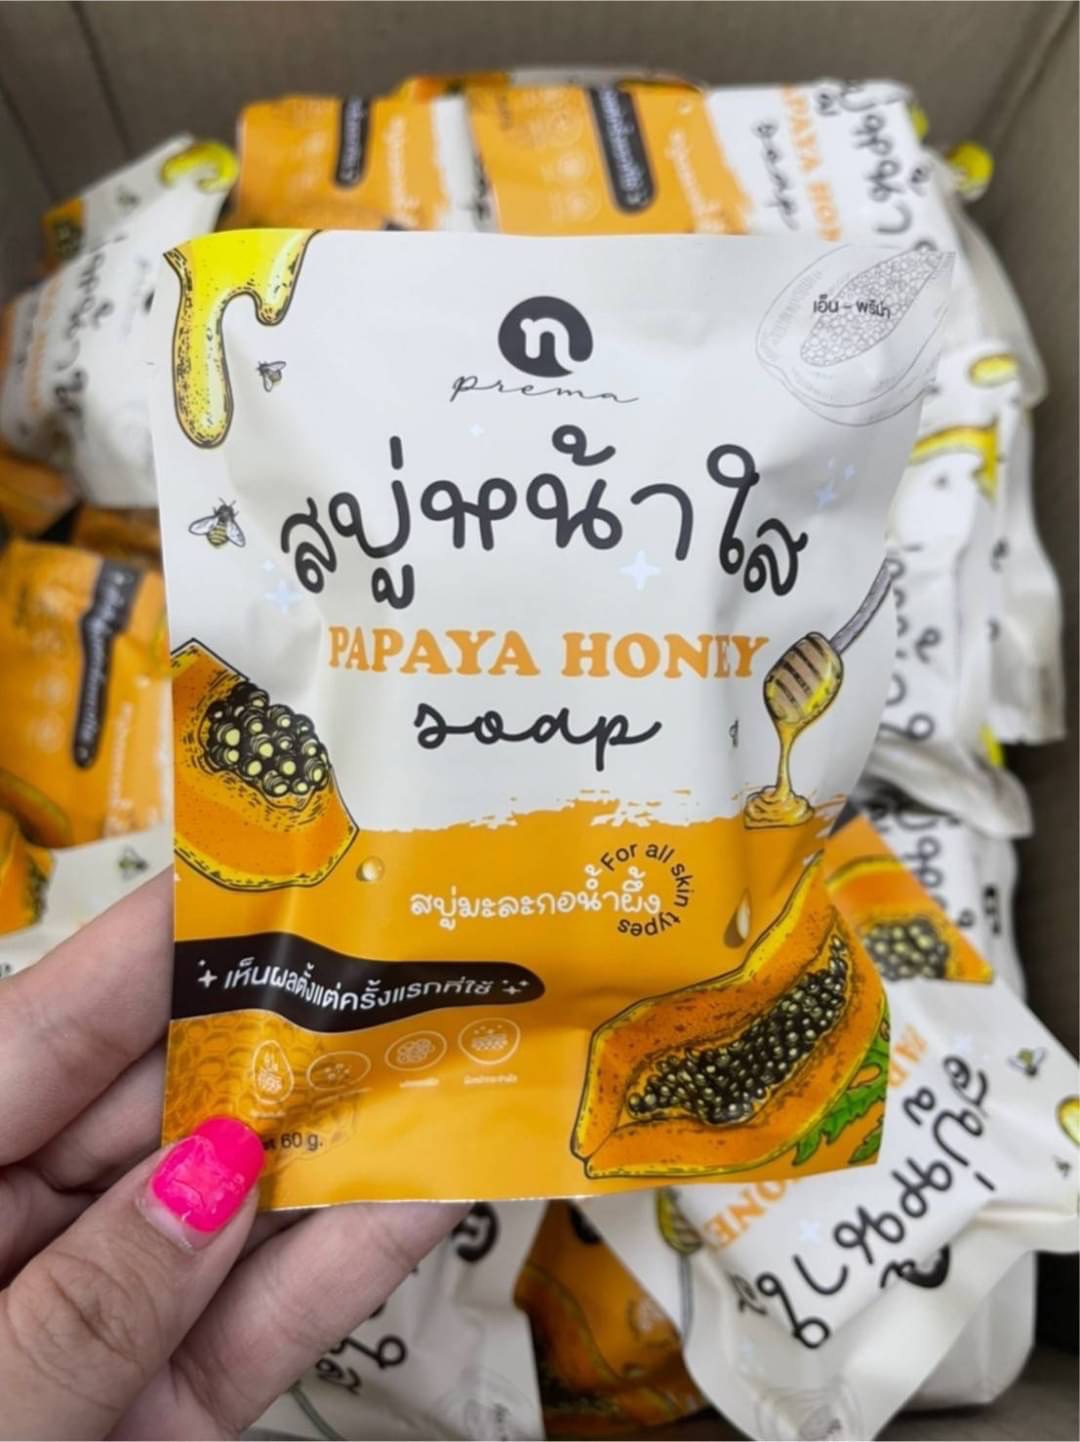 n
prema
เอ็น - พรีม่า
สบู่หน้าใส
PAPAYA HONEY
soap
For all skin types
สบู่มะละกอน้ำผึ้ง
เห็นผลตั้งแต่ครั้งแรกที่ใช้
60 g.